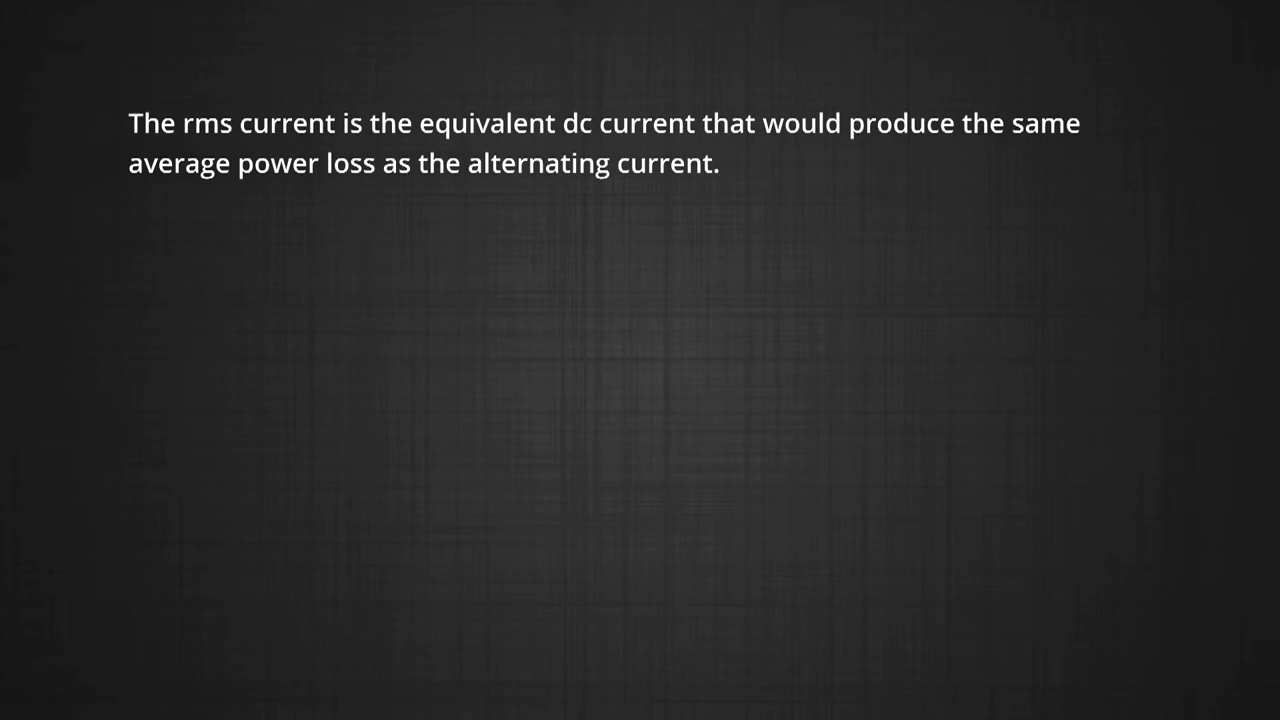 The rms current is the equivalent dc current that would produce the same
average power loss as the alternating current.